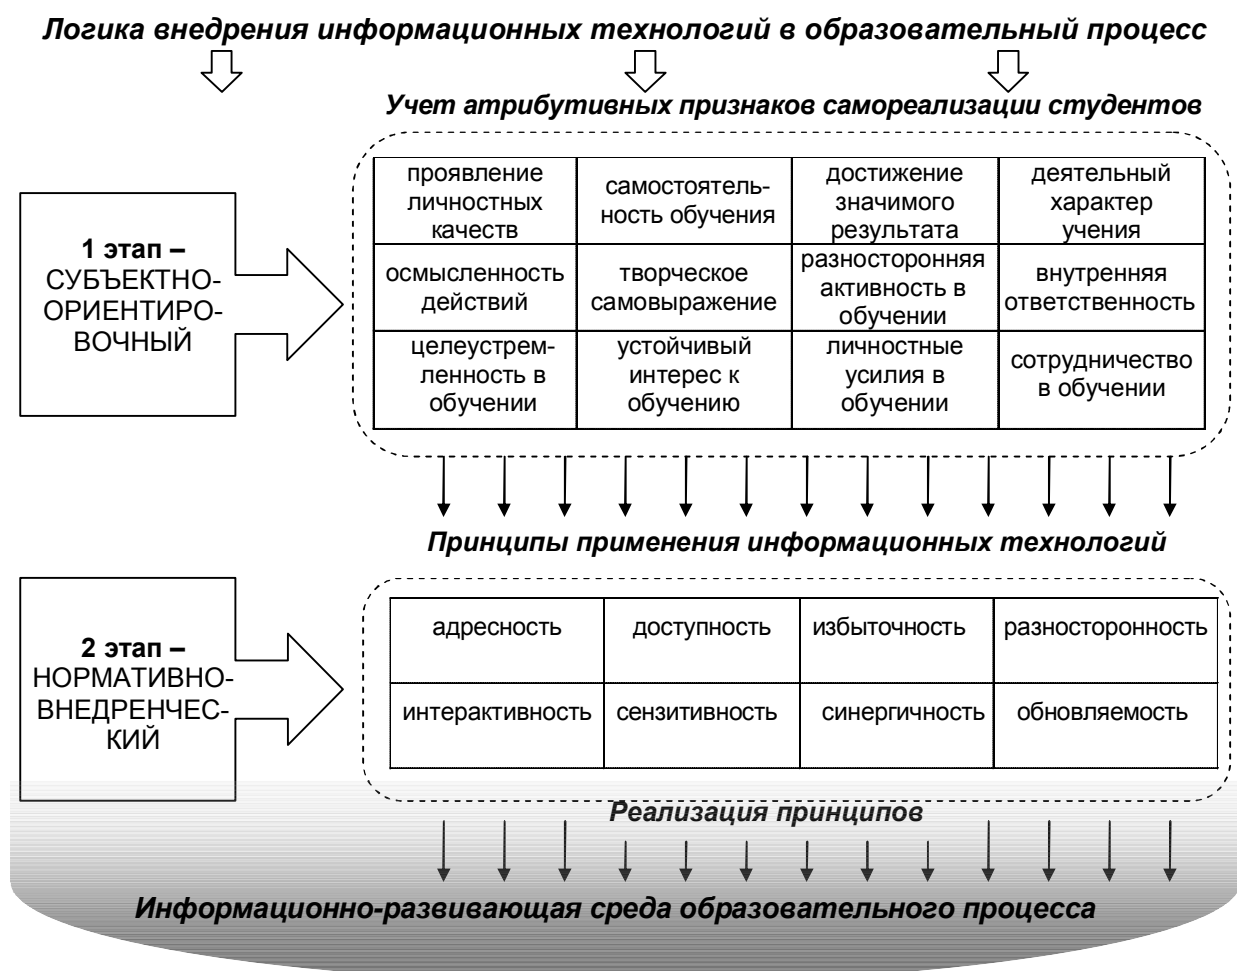 Логика внедрения информационных технологий в образовательный процесс
Учет атрибутивных признаков самореализации студентов
1 этап –
СУБЪЕКТНО-
ОРИЕНТИРО-
ВОЧНЫЙ
проявление
личностных
качеств
самостоятель-
ность обучения
достижение
значимого
результата
деятельный
характер
учения
осмысленность
действий
творческое
самовыражение
разносторонняя
активность в
обучении
внутренняя
ответственность
целеустрем-
ленность в
обучении
устойчивый
интерес к
обучению
личностные
усилия в
обучении
сотрудничество
в обучении
Принципы применения информационных технологий
2 этап –
НОРМАТИВНО-
ВНЕДРЕНЧЕС-
КИЙ
адресность
доступность
избыточность
разносторонность
интерактивность
сензитивность
синергичность
обновляемость
Реализация принципов
Информационно-развивающая среда образовательного процесса